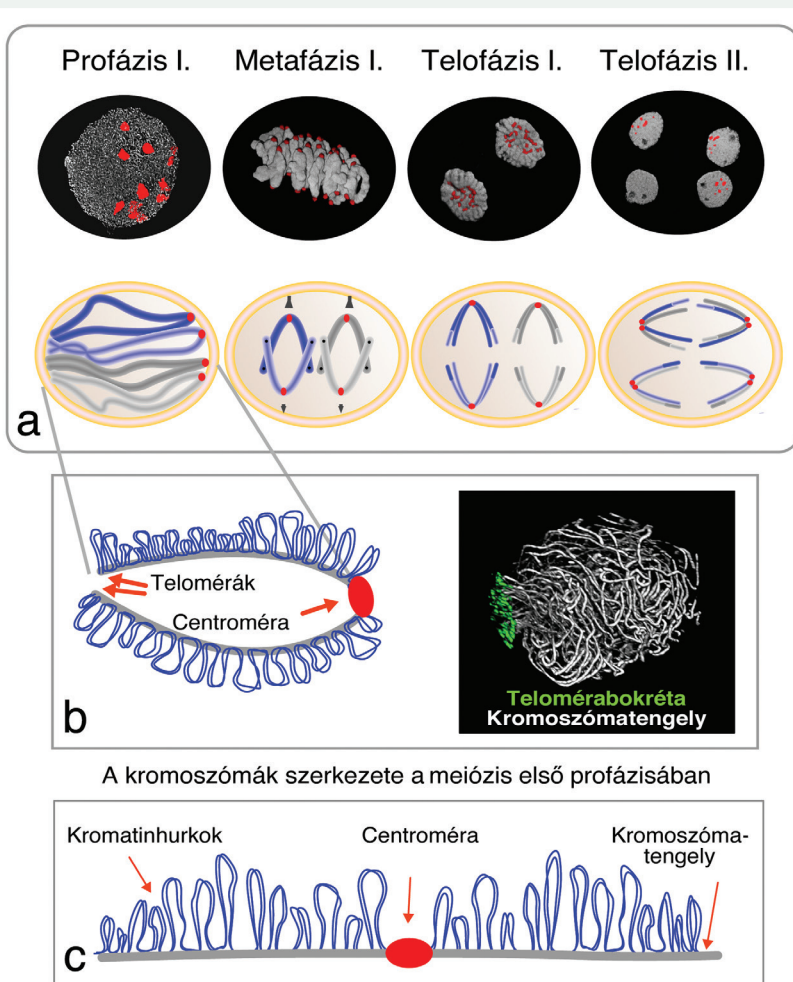 Profázis I. Metafázis I. Telofázis I. Telofázis II.
a
Telomérák
Centroméra
b
Telomérabokréta
Kromoszómatengely
A kromoszómák szerkezete a meiózis első profázisában
Kromatinhurkok
Centroméra
Kromoszóma-
tengely
c